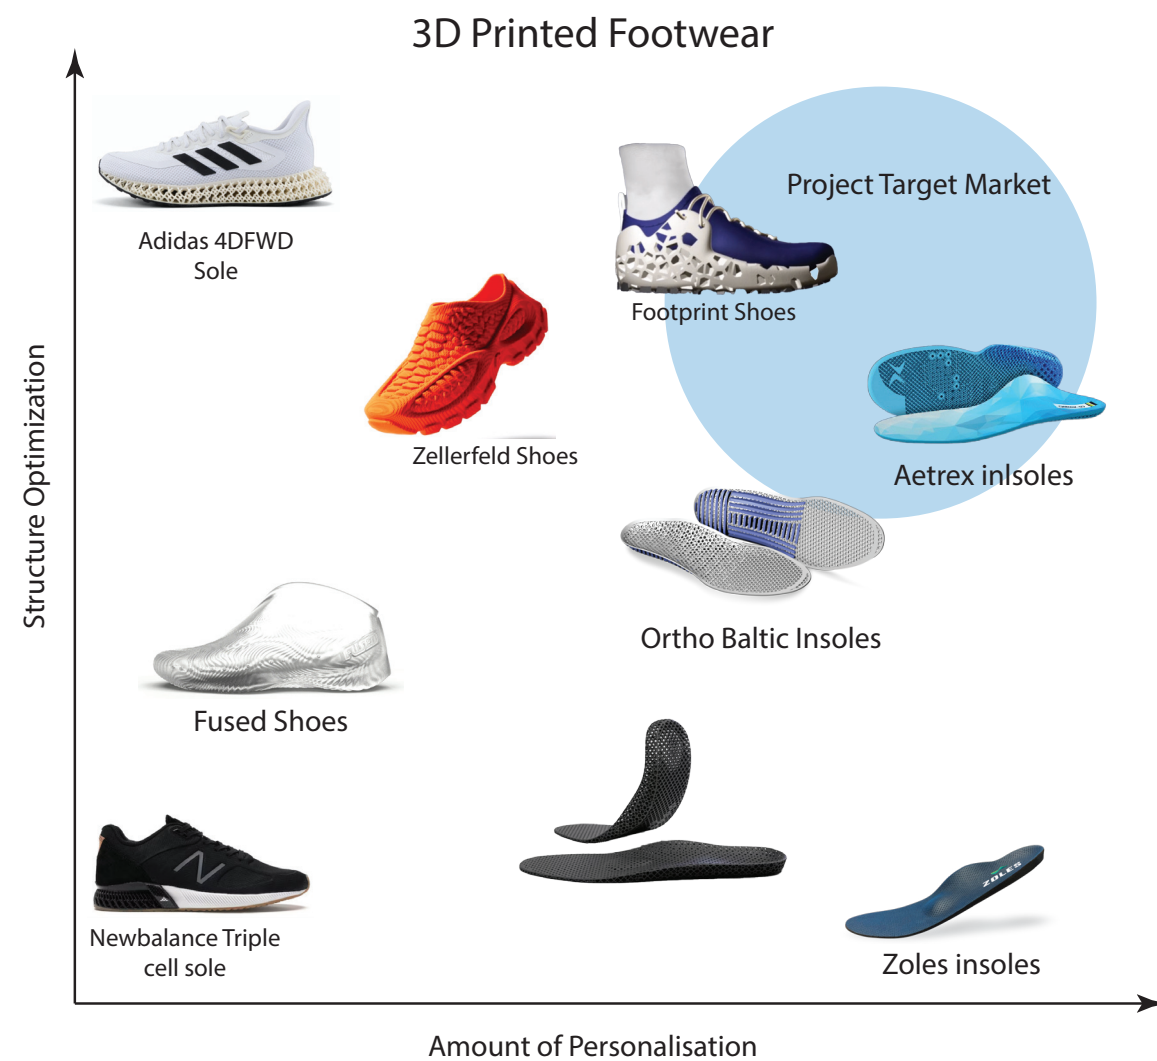 3D Printed Footwear
Project Target Market
Adidas 4DFWD
Sole
Footprint Shoes
Zellerfeld Shoes
Aetrex inlsoles
Structure Optimization
Ortho Baltic Insoles
Fused Shoes
N
ZOLES
Newbalance Triple
cell sole
Zoles insoles
Amount of Personalisation